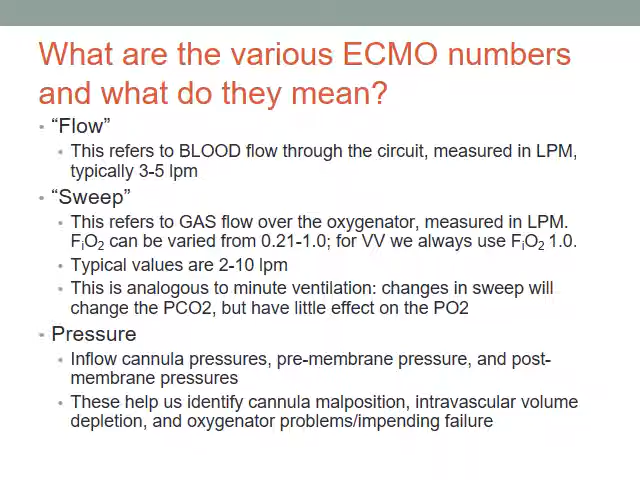 What are the various ECMO numbers
and what do they mean?
• “Flow”
• This refers to BLOOD flow through the circuit, measured in LPM,
typically 3-5 lpm
• “Sweep”
• This refers to GAS flow over the oxygenator, measured in LPM.
FiO2 can be varied from 0.21-1.0; for VV we always use FiO2 1.0.
• Typical values are 2-10 lpm
• This is analogous to minute ventilation: changes in sweep will
change the PCO2, but have little effect on the PO2
• Pressure
• Inflow cannula pressures, pre-membrane pressure, and post-
membrane pressures
• These help us identify cannula malposition, intravascular volume
depletion, and oxygenator problems/impending failure